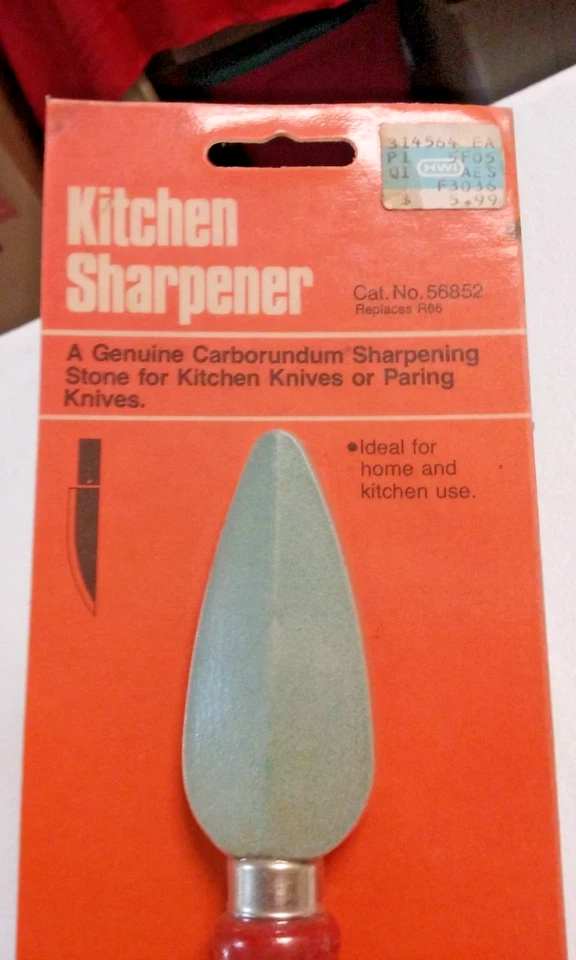 314564 EA
P1 5F05
QI HWI AES
F3036
$ 5.99
Kitchen
Sharpener
Cat. No. 56852
Replaces R66
A Genuine Carborundum Sharpening
Stone for Kitchen Knives or Paring
Knives.
•Ideal for
home and
kitchen use.